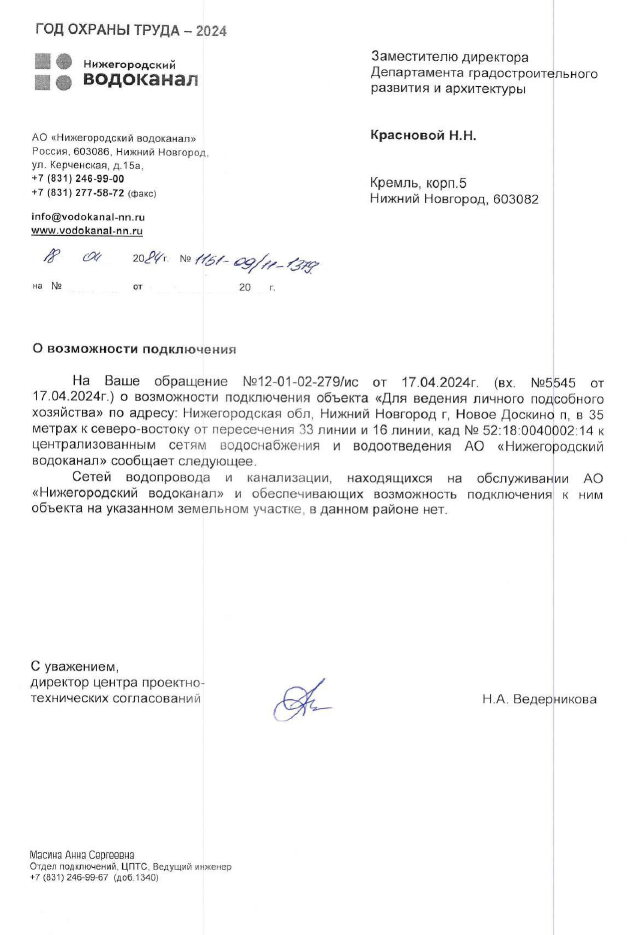 ГОД ОХРАНЫ ТРУДА – 2024
Нижегородский
ВОДОКАНАЛ
АО «Нижегородский водоканал»
Россия, 603086, Нижний Новгород,
ул. Керченская, д.15а,
+7 (831) 246-99-00
+7 (831) 277-58-72 (факс)
info@vodokanal-nn.ru
www.vodokanal-nn.ru
18 04 2024г. № 1151-09/11-1379
на № от 20 г.
Заместителю директора
Департамента градостроительного
развития и архитектуры
Красновой Н.Н.
Кремль, корп.5
Нижний Новгород, 603082
О возможности подключения
На Ваше обращение №12-01-02-279/ис от 17.04.2024г. (вх. №5545 от
17.04.2024г.) о возможности подключения объекта «Для ведения личного подсобного
хозяйства» по адресу: Нижегородская обл, Нижний Новгород г, Новое Доскино п, в 35
метрах к северо-востоку от пересечения 33 линии и 16 линии, кад № 52:18:0040002:14 к
централизованным сетям водоснабжения и водоотведения АО «Нижегородский
водоканал» сообщает следующее.
Сетей водопровода и канализации, находящихся на обслуживании АО
«Нижегородский водоканал» и обеспечивающих возможность подключения к ним
объекта на указанном земельном участке, в данном районе нет.
С уважением,
директор центра проектно-
технических согласований
Н.А. Ведерникова
Масина Анна Сергеевна
Отдел подключений, ЦПТС, Ведущий инженер
+7 (831) 246-99-67 (доб.1340)